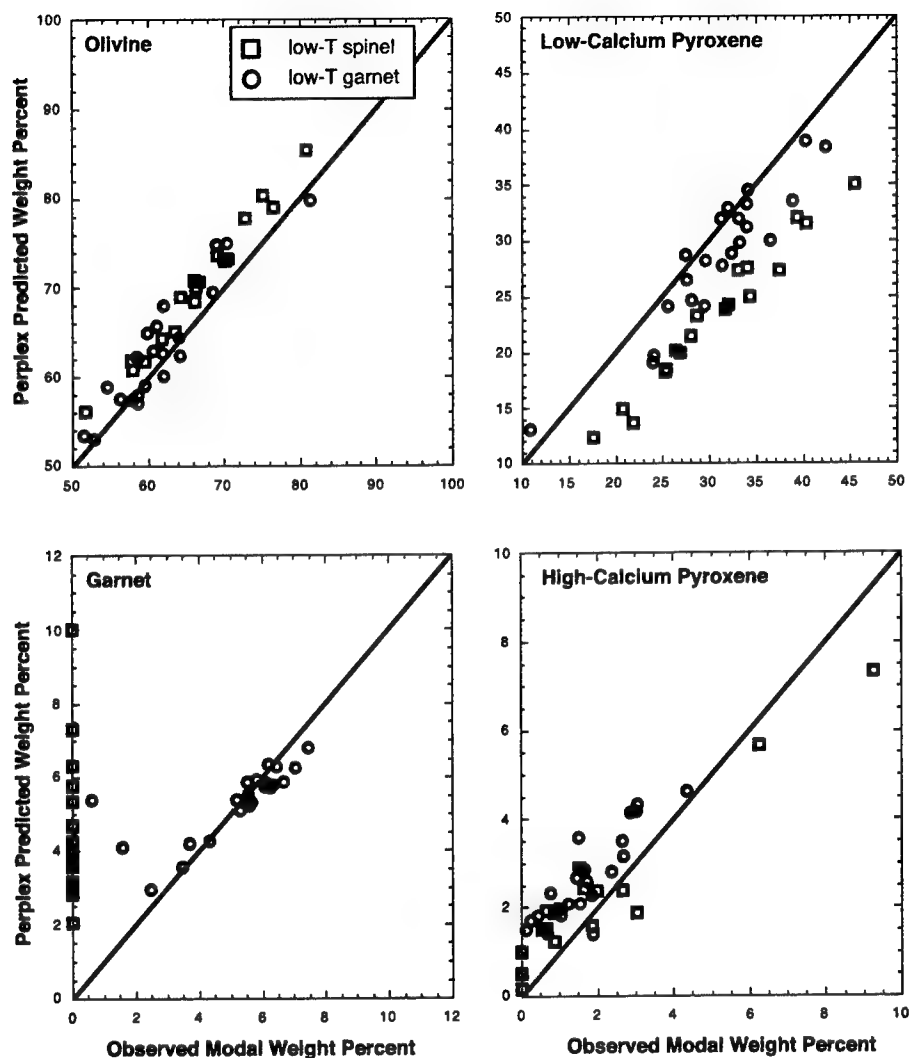 Olivine
low-T spinel
low-T garnet
Perplex Predicted Weight Percent
100
90
80
70
60
50
50 60 70 80 90 100
Low-Calcium Pyroxene
50
45
40
35
30
25
20
15
10
10 15 20 25 30 35 40 45 50
Garnet
Perplex Predicted Weight Percent
12
10
8
6
4
2
0
0 2 4 6 8 10 12
Observed Modal Weight Percent
High-Calcium Pyroxene
10
8
6
4
2
0
0 2 4 6 8 10
Observed Modal Weight Percent